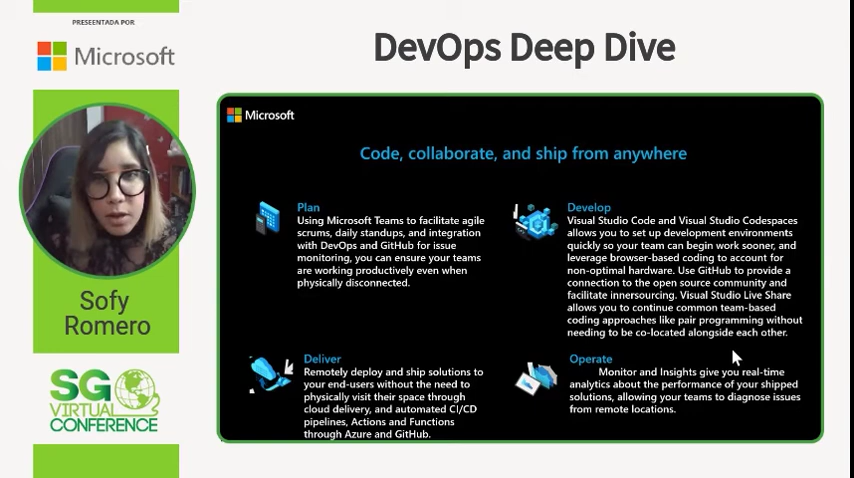 PRESEENTADA POR
Microsoft
DevOps Deep Dive
Microsoft
Code, collaborate, and ship from anywhere
Plan
Using Microsoft Teams to facilitate agile
scrums, daily standups, and integration
with DevOps and GitHub for issue
monitoring, you can ensure your teams
are working productively even when
physically disconnected.
Develop
Visual Studio Code and Visual Studio Codespaces
allows you to set up development environments
quickly so your team can begin work sooner, and
leverage browser-based coding to account for
non-optimal hardware. Use GitHub to provide a
connection to the open source community and
facilitate innersourcing. Visual Studio Live Share
allows you to continue common team-based
coding approaches like pair programming without
needing to be co-located alongside each other.
Deliver
Remotely deploy and ship solutions to
your end-users without the need to
physically visit their space through
cloud delivery, and automated CI/CD
pipelines, Actions and Functions
through Azure and GitHub.
Operate
Monitor and Insights give you real-time
analytics about the performance of your shipped
solutions, allowing your teams to diagnose issues
from remote locations.
Sofy
Romero
SG
VIRTUAL
CONFERENCE